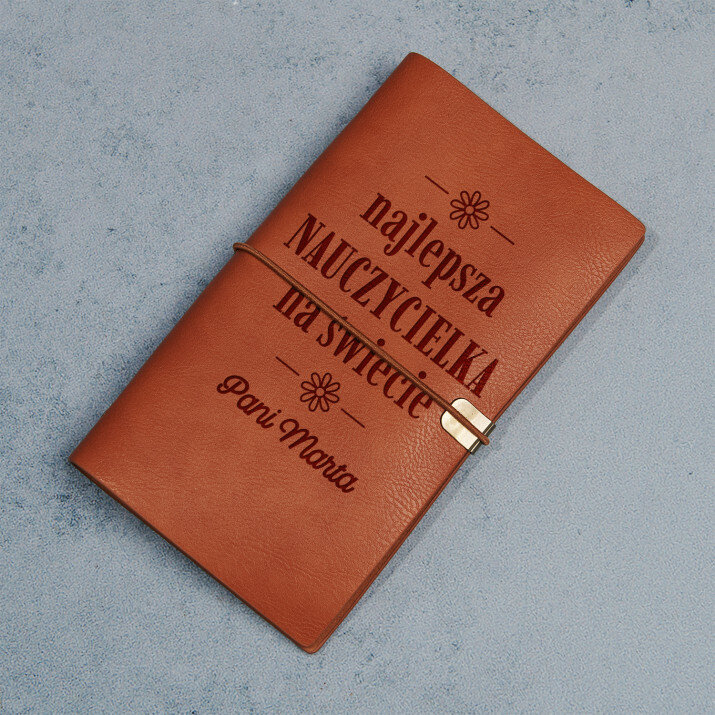 najlepsza
NAUCZYCIELKA
na świecie
Pani Marta